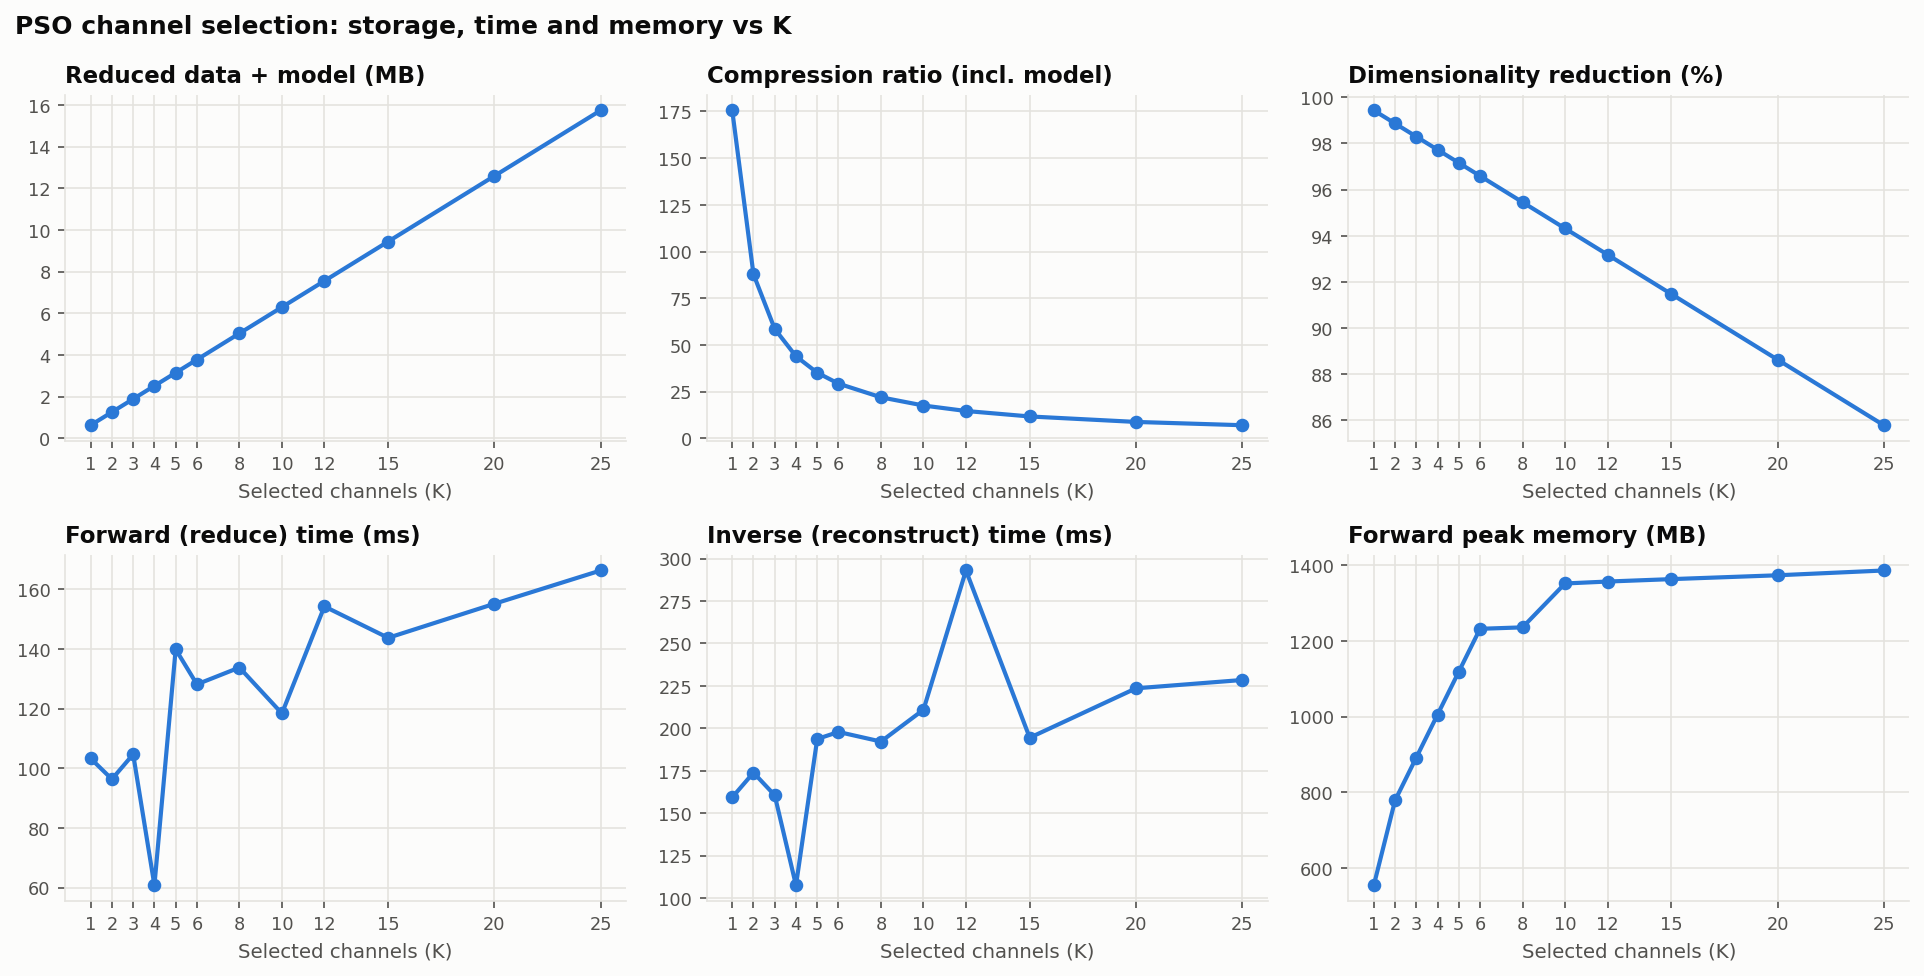 PSO channel selection: storage, time and memory vs K
Reduced data + model (MB)
16
14
12
10
8
6
4
2
0
1 2 3 4 5 6 8 10 12 15 20 25
Selected channels (K)
Compression ratio (incl. model)
175
150
125
100
75
50
25
0
1 2 3 4 5 6 8 10 12 15 20 25
Selected channels (K)
Dimensionality reduction (%)
100
98
96
94
92
90
88
86
1 2 3 4 5 6 8 10 12 15 20 25
Selected channels (K)
Forward (reduce) time (ms)
160
140
120
100
80
60
1 2 3 4 5 6 8 10 12 15 20 25
Selected channels (K)
Inverse (reconstruct) time (ms)
300
275
250
225
200
175
150
125
100
1 2 3 4 5 6 8 10 12 15 20 25
Selected channels (K)
Forward peak memory (MB)
1400
1200
1000
800
600
1 2 3 4 5 6 8 10 12 15 20 25
Selected channels (K)